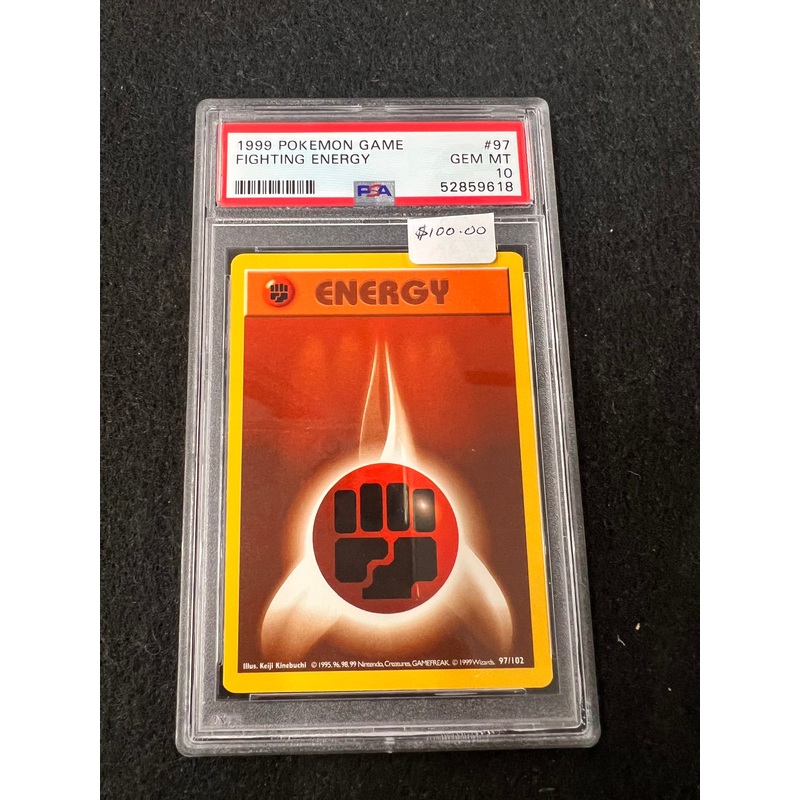 1999 POKEMON GAME #97
FIGHTING ENERGY GEM MT
10
PSA 52859618
$100.00
ENERGY
Illus. Keiji Kinebuchi © 1995, 96, 98, 99 Nintendo, Creatures, GAMEFREAK. © 1999 Wizards. 97/102